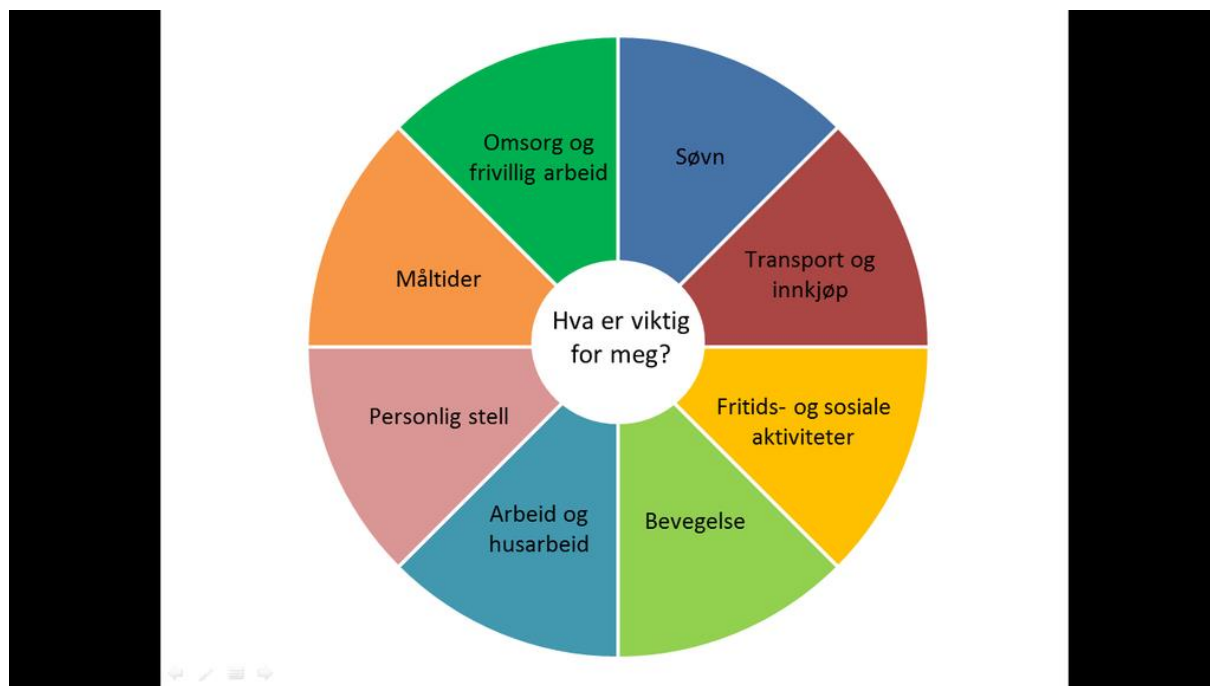 Omsorg og
frivillig arbeid
Søvn
Transport og
innkjøp
Fritids- og sosiale
aktiviteter
Bevegelse
Arbeid og
husarbeid
Personlig stell
Måltider
Hva er viktig
for meg?